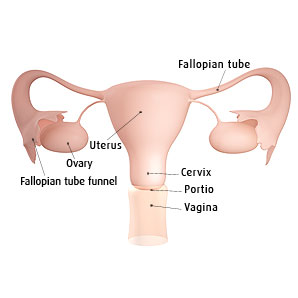 Fallopian tube
Uterus
Ovary
Fallopian tube funnel
Cervix
Portio
Vagina